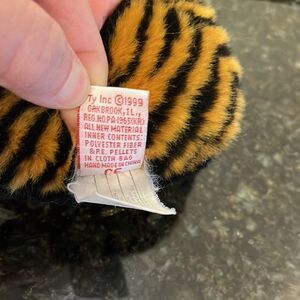 Ty Inc ©1999
OAKBROOK, IL,
REG.NO.PA-1965(KR)
ALL NEW MATERIAL
INNER CONTENTS:
POLYESTER FIBER
& P.E. PELLETS
IN CLOTH BAG
HAND MADE IN CHINA
CE